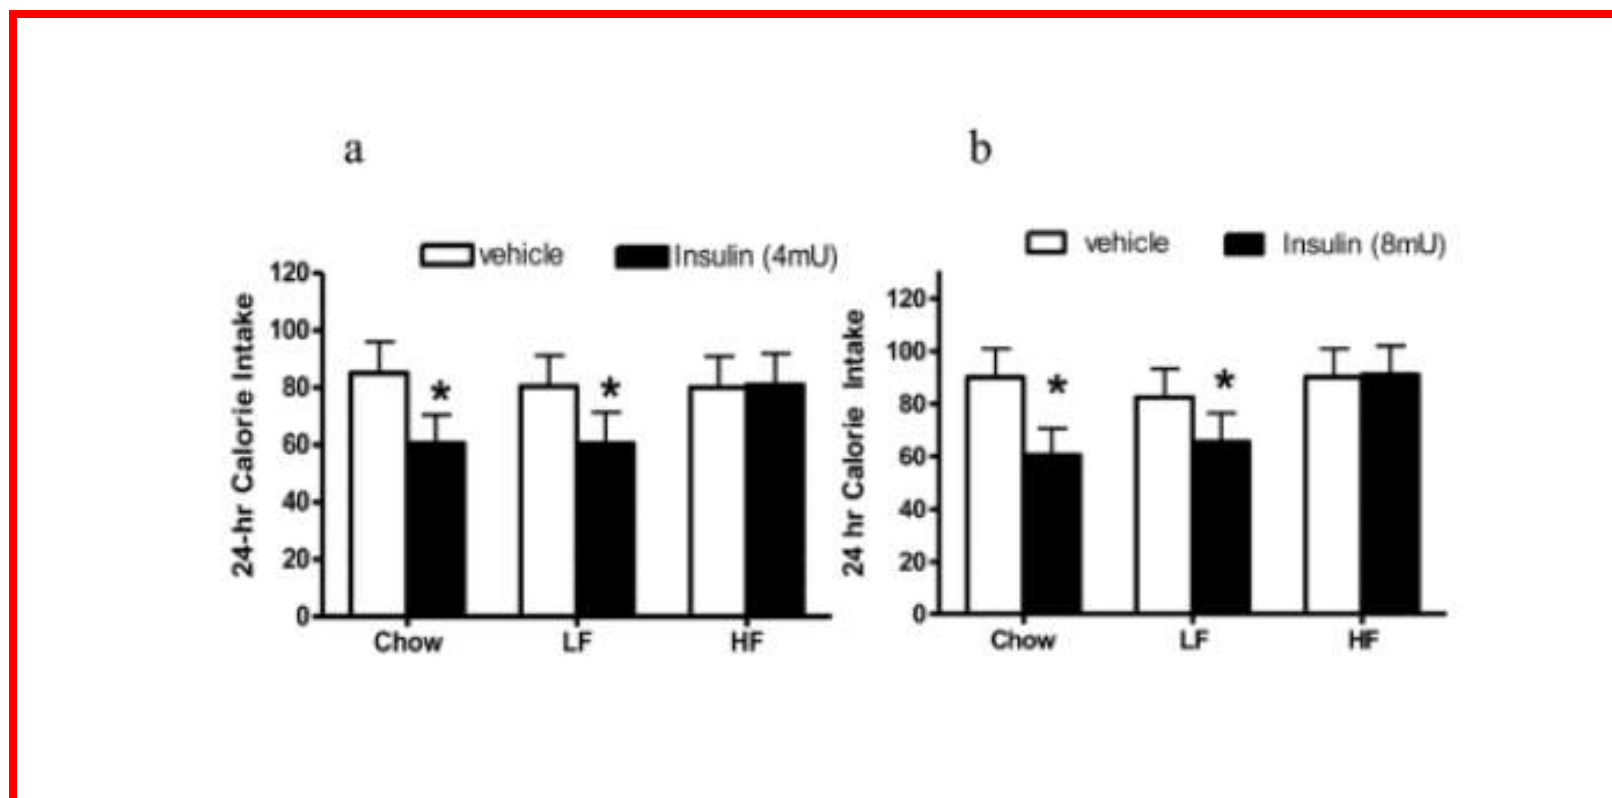 a
vehicle Insulin (4mU)
24-hr Calorie Intake
120
100
80
60
40
20
0
* *
Chow LF HF
b
vehicle Insulin (8mU)
24 hr Calorie Intake
120
100
80
60
40
20
0
* *
Chow LF HF